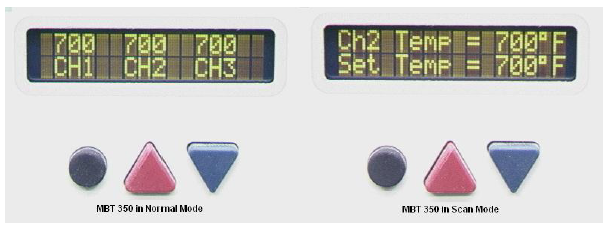 700 700 700
CH1 CH2 CH3
Ch2 Temp = 700°F
Set Temp = 700°F
MBT 350 in Normal Mode
MBT 350 in Scan Mode